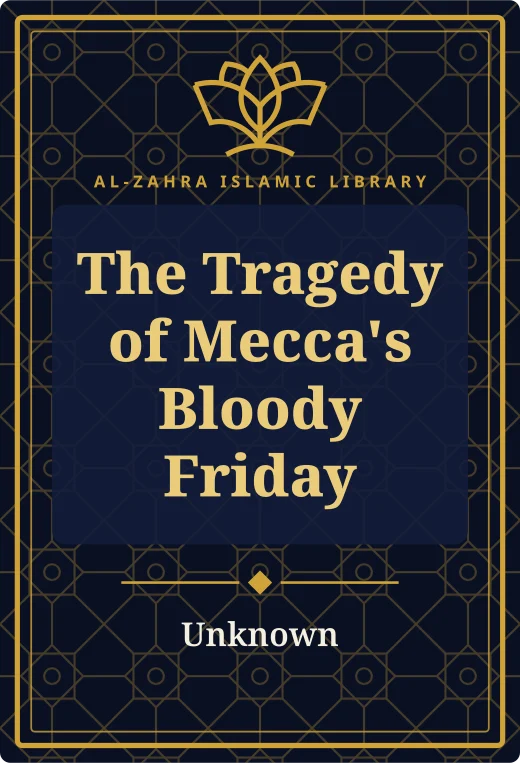 AL-ZAHRA ISLAMIC LIBRARY
The Tragedy
of Mecca's
Bloody
Friday
Unknown